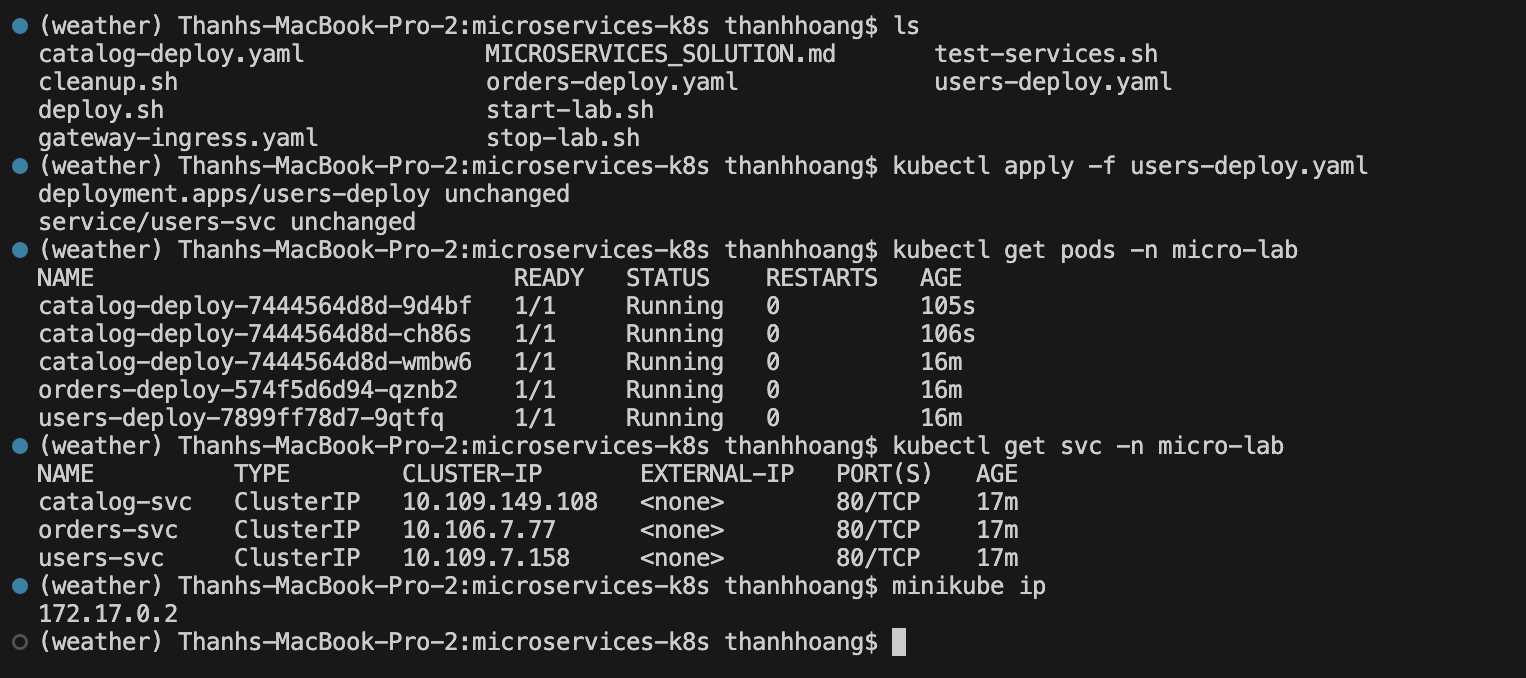 (weather) Thanhs-MacBook-Pro-2:microservices-k8s thanhhoang$ ls
catalog-deploy.yaml MICROSERVICES_SOLUTION.md test-services.sh
cleanup.sh orders-deploy.yaml users-deploy.yaml
deploy.sh start-lab.sh
gateway-ingress.yaml stop-lab.sh
(weather) Thanhs-MacBook-Pro-2:microservices-k8s thanhhoang$ kubectl apply -f users-deploy.yaml
deployment.apps/users-deploy unchanged
service/users-svc unchanged
(weather) Thanhs-MacBook-Pro-2:microservices-k8s thanhhoang$ kubectl get pods -n micro-lab
NAME READY STATUS RESTARTS AGE
catalog-deploy-7444564d8d-9d4bf 1/1 Running 0 105s
catalog-deploy-7444564d8d-ch86s 1/1 Running 0 106s
catalog-deploy-7444564d8d-wmbw6 1/1 Running 0 16m
orders-deploy-574f5d6d94-qznb2 1/1 Running 0 16m
users-deploy-7899ff78d7-9qtfq 1/1 Running 0 16m
(weather) Thanhs-MacBook-Pro-2:microservices-k8s thanhhoang$ kubectl get svc -n micro-lab
NAME TYPE CLUSTER-IP EXTERNAL-IP PORT(S) AGE
catalog-svc ClusterIP 10.109.149.108 <none> 80/TCP 17m
orders-svc ClusterIP 10.106.7.77 <none> 80/TCP 17m
users-svc ClusterIP 10.109.7.158 <none> 80/TCP 17m
(weather) Thanhs-MacBook-Pro-2:microservices-k8s thanhhoang$ minikube ip
172.17.0.2
(weather) Thanhs-MacBook-Pro-2:microservices-k8s thanhhoang$